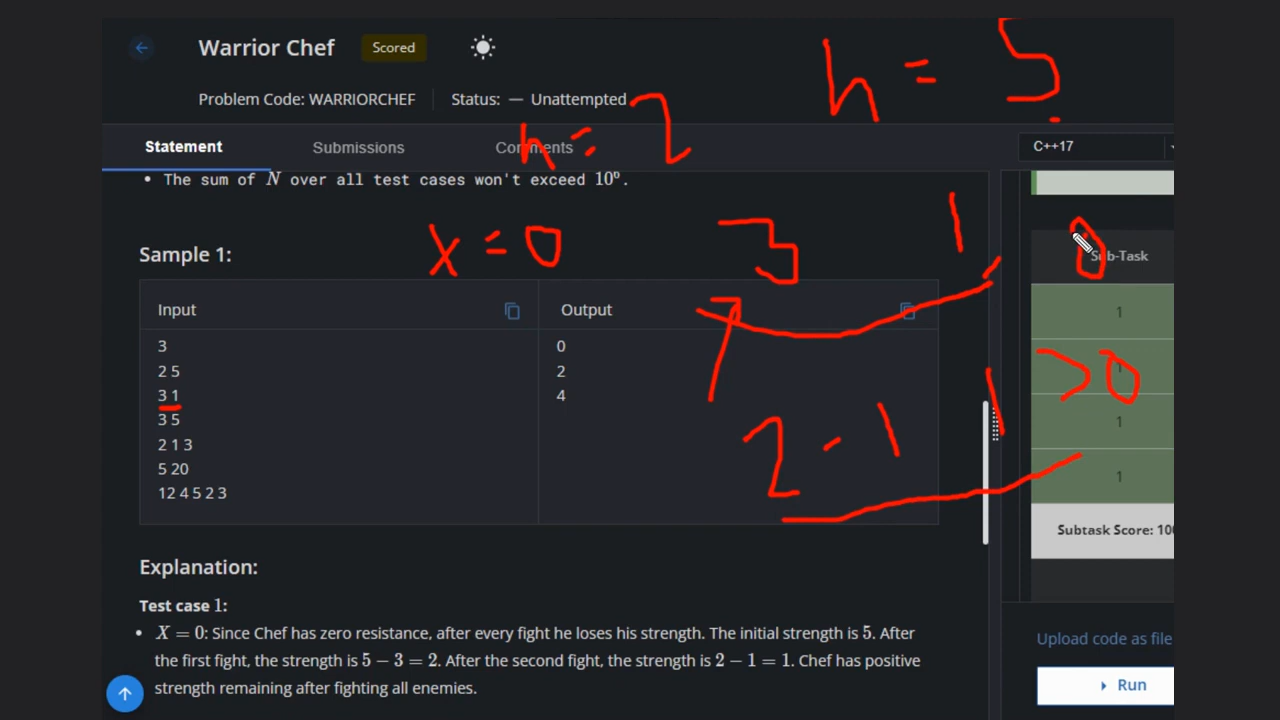 Warrior Chef
Scored
h = 5
Problem Code: WARRIORCHEF
Status: — Unattempted
h = 2
Statement
Submissions
Comments
C++17
• The sum of N over all test cases won't exceed 10⁶.
x = 0
3
1
0
Sample 1:
Sub-Task
Input
Output
1
3
0
2 5
2
1
3 1
4
> 0
3 5
1
2 1 3
2 - 1
1
5 20
1
12 4 5 2 3
Subtask Score: 10
Explanation:
Test case 1:
• X = 0: Since Chef has zero resistance, after every fight he loses his strength. The initial strength is 5. After
the first fight, the strength is 5 − 3 = 2. After the second fight, the strength is 2 − 1 = 1. Chef has positive
strength remaining after fighting all enemies.
Upload code as file
Run